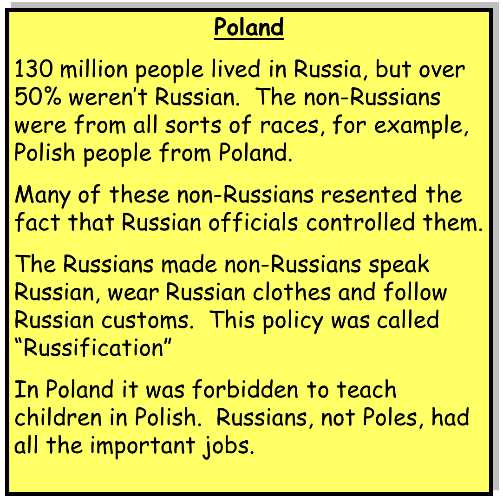 Poland
130 million people lived in Russia, but over
50% weren't Russian.  The non-Russians
were from all sorts of races, for example,
Polish people from Poland.
Many of these non-Russians resented the
fact that Russian officials controlled them.
The Russians made non-Russians speak
Russian, wear Russian clothes and follow
Russian customs.  This policy was called
“Russification”
In Poland it was forbidden to teach
children in Polish.  Russians, not Poles, had
all the important jobs.